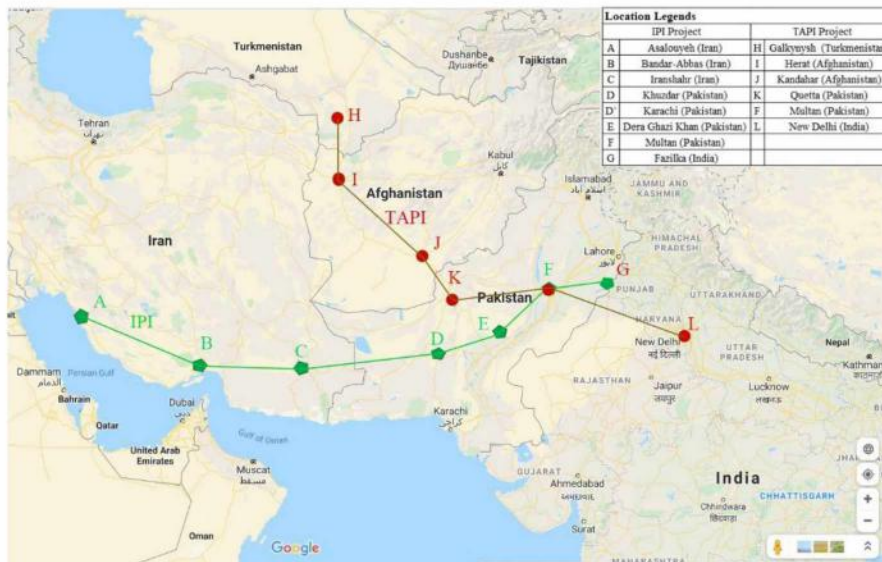 Location Legends
IPI Project TAPI Project
A Asalouyeh (Iran) H Galkynysh (Turkmenistan
B Bandar-Abbas (Iran) I Herat (Afghanistan)
C Iranshahr (Iran) J Kandahar (Afghanistan)
D Khuzdar (Pakistan) K Quetta (Pakistan)
D' Karachi (Pakistan) F Multan (Pakistan)
E Dera Ghazi Khan (Pakistan) L New Delhi (India)
F Multan (Pakistan)
G Fazilka (India)
Turkmenistan
Dushanbe
Душанбе
Tajikistan
Ashgabat
H
Tehran
تهران
Kabul
كابل
I
Afghanistan
Islamabad
اسلام آباد
JAMMU AND
KASHMIR
TAPI
Iran
J
Lahore
لاہور
HIMACHAL
PRADESH
K
F
G
Pakistan
PUNJAB
UTTARAKHAND
A
IPI
E
HARYANA
L
D
New Delhi
नई दिल्ली
UTTAR
PRADESH
Nepal
B
C
Kathman
काठमाडौं
Dammam
الدمام
Persian Gulf
RAJASTHAN
Jaipur
जयपुर
Lucknow
लखनऊ
Bahrain
Dubai
دبي
Karachi
کراچی
Qatar
Gulf of Oman
United Arab
Emirates
Muscat
مسقط
GUJARAT
Ahmedabad
અમદાવાદ
India
CHHATTISGARH
Chhindwara
छिंदवाड़ा
Surat
Oman
Google
MAHARASHTRA